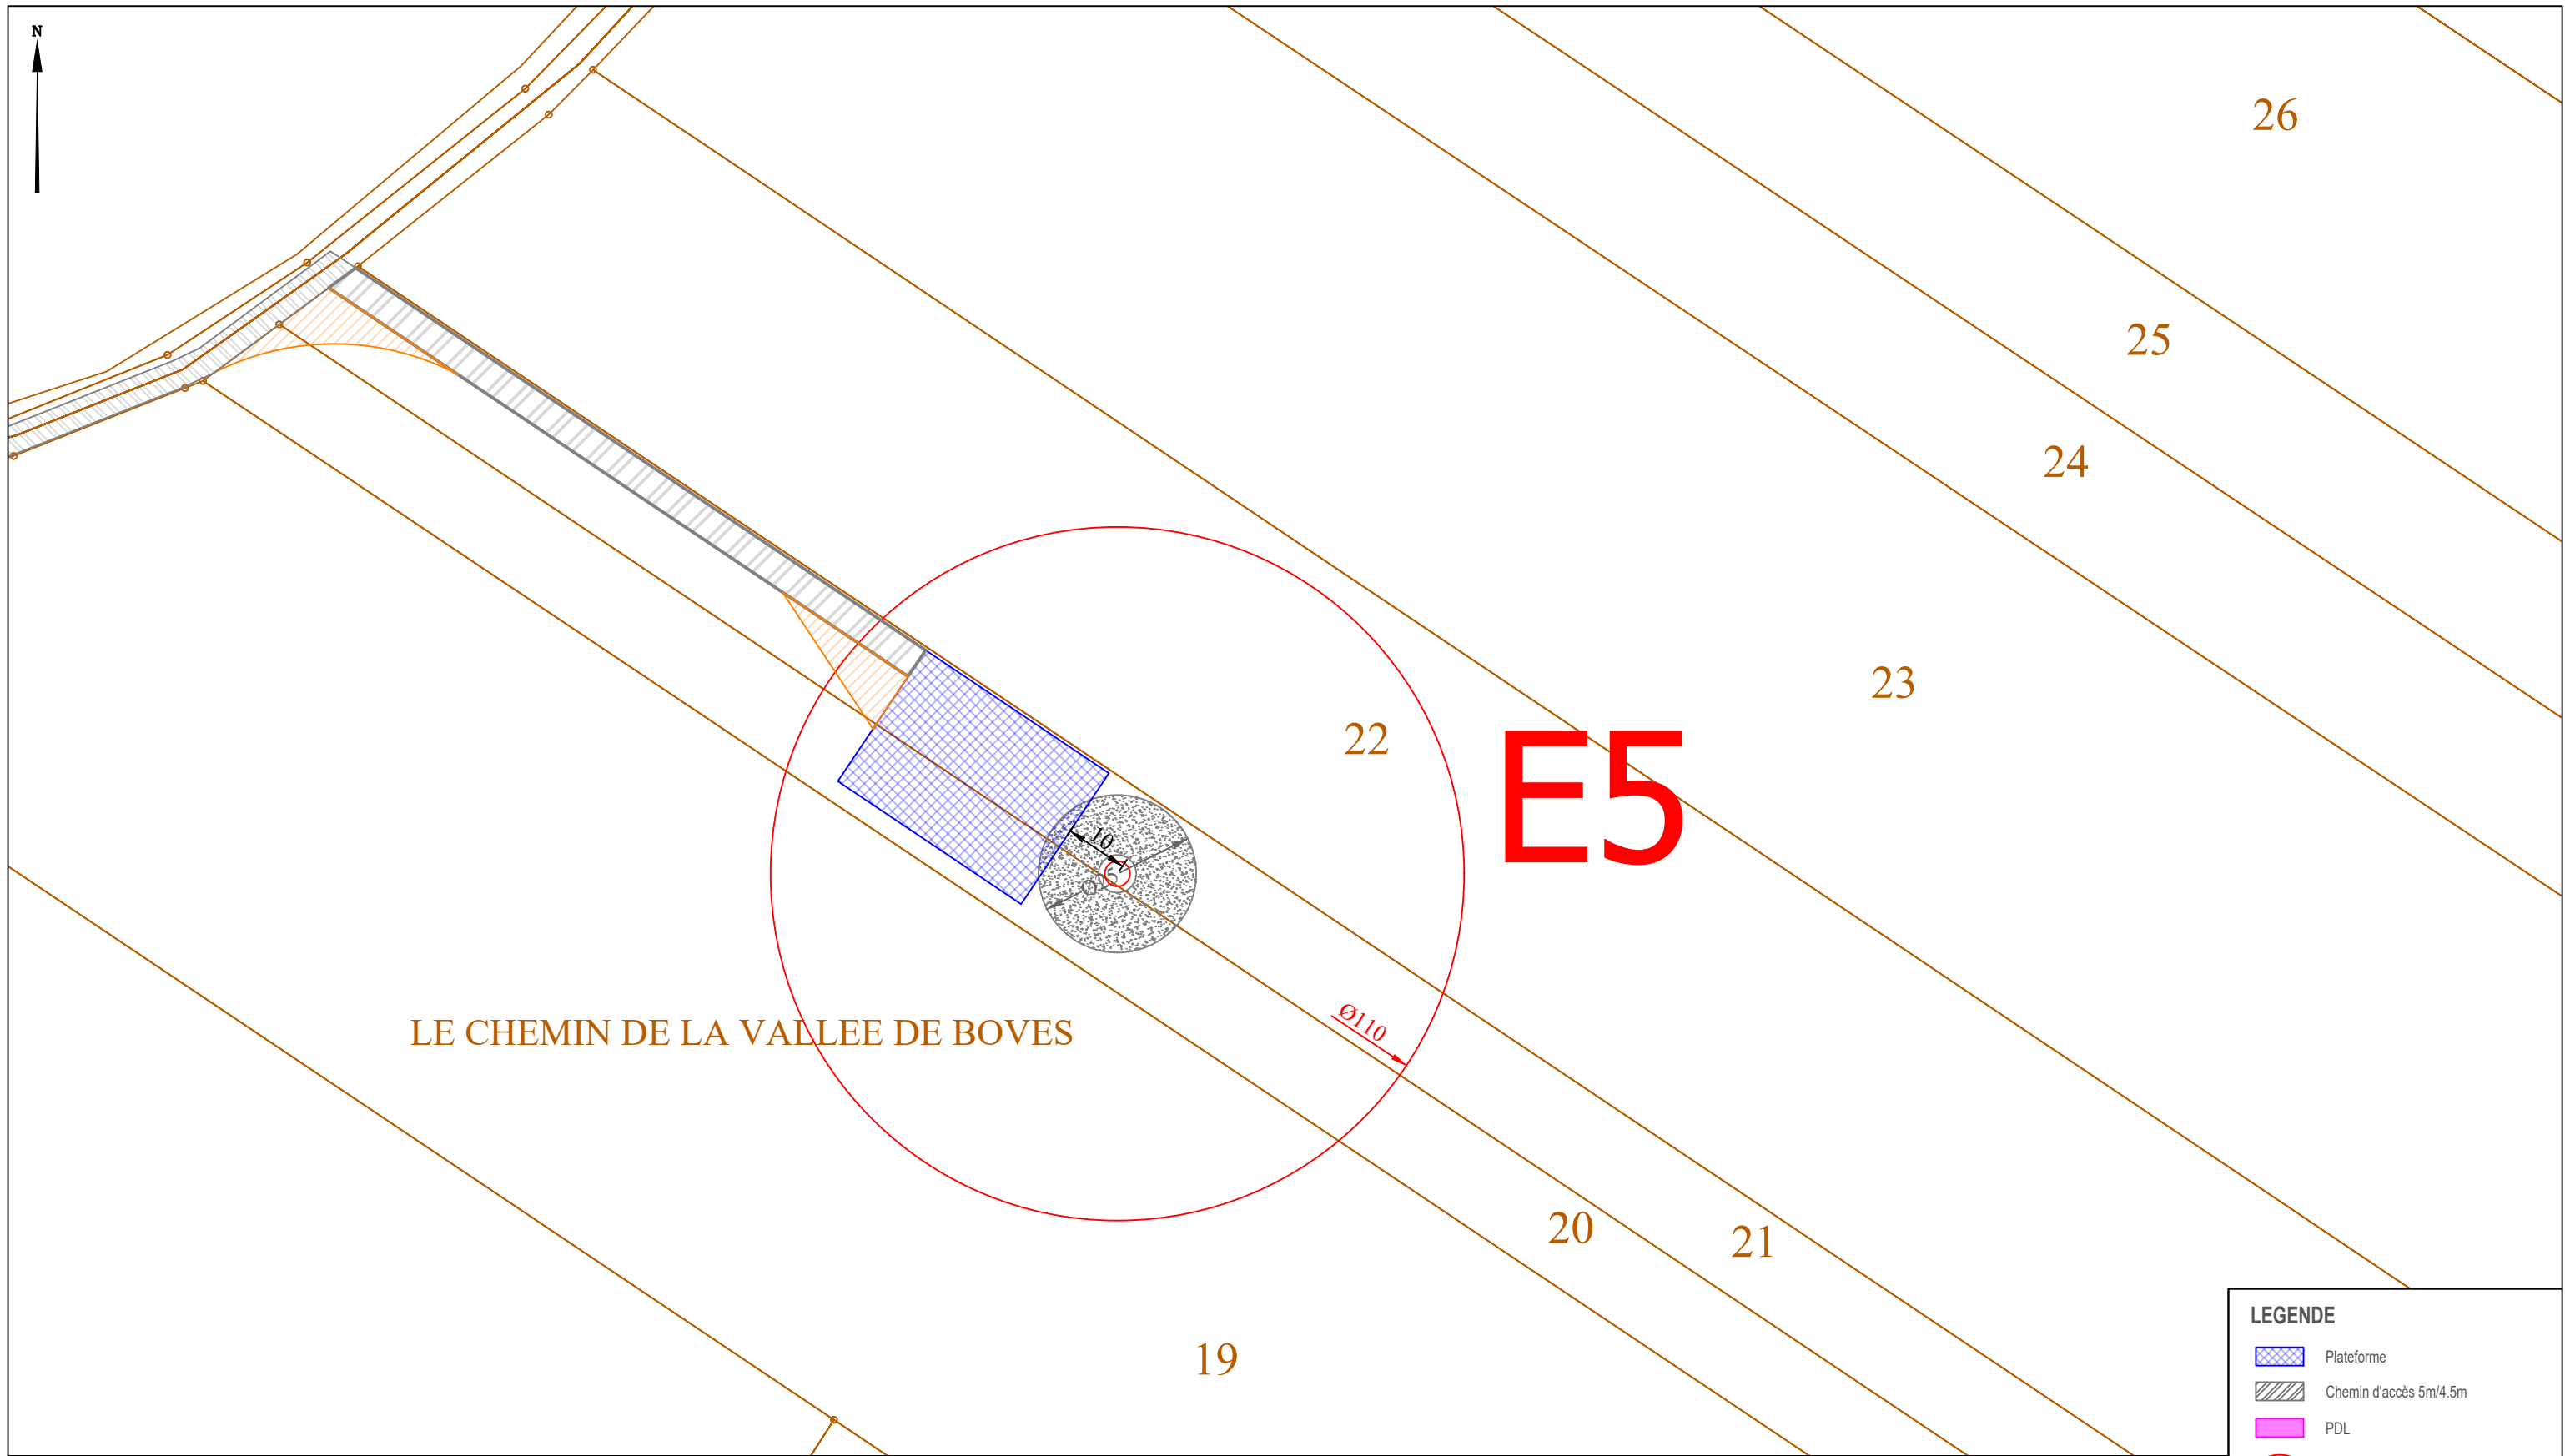 N
26
25
24
23
22
E5
10
Ø110
LE CHEMIN DE LA VALLEE DE BOVES
20
21
19
LEGENDE
Plateforme
Chemin d'accès 5m/4.5m
PDL